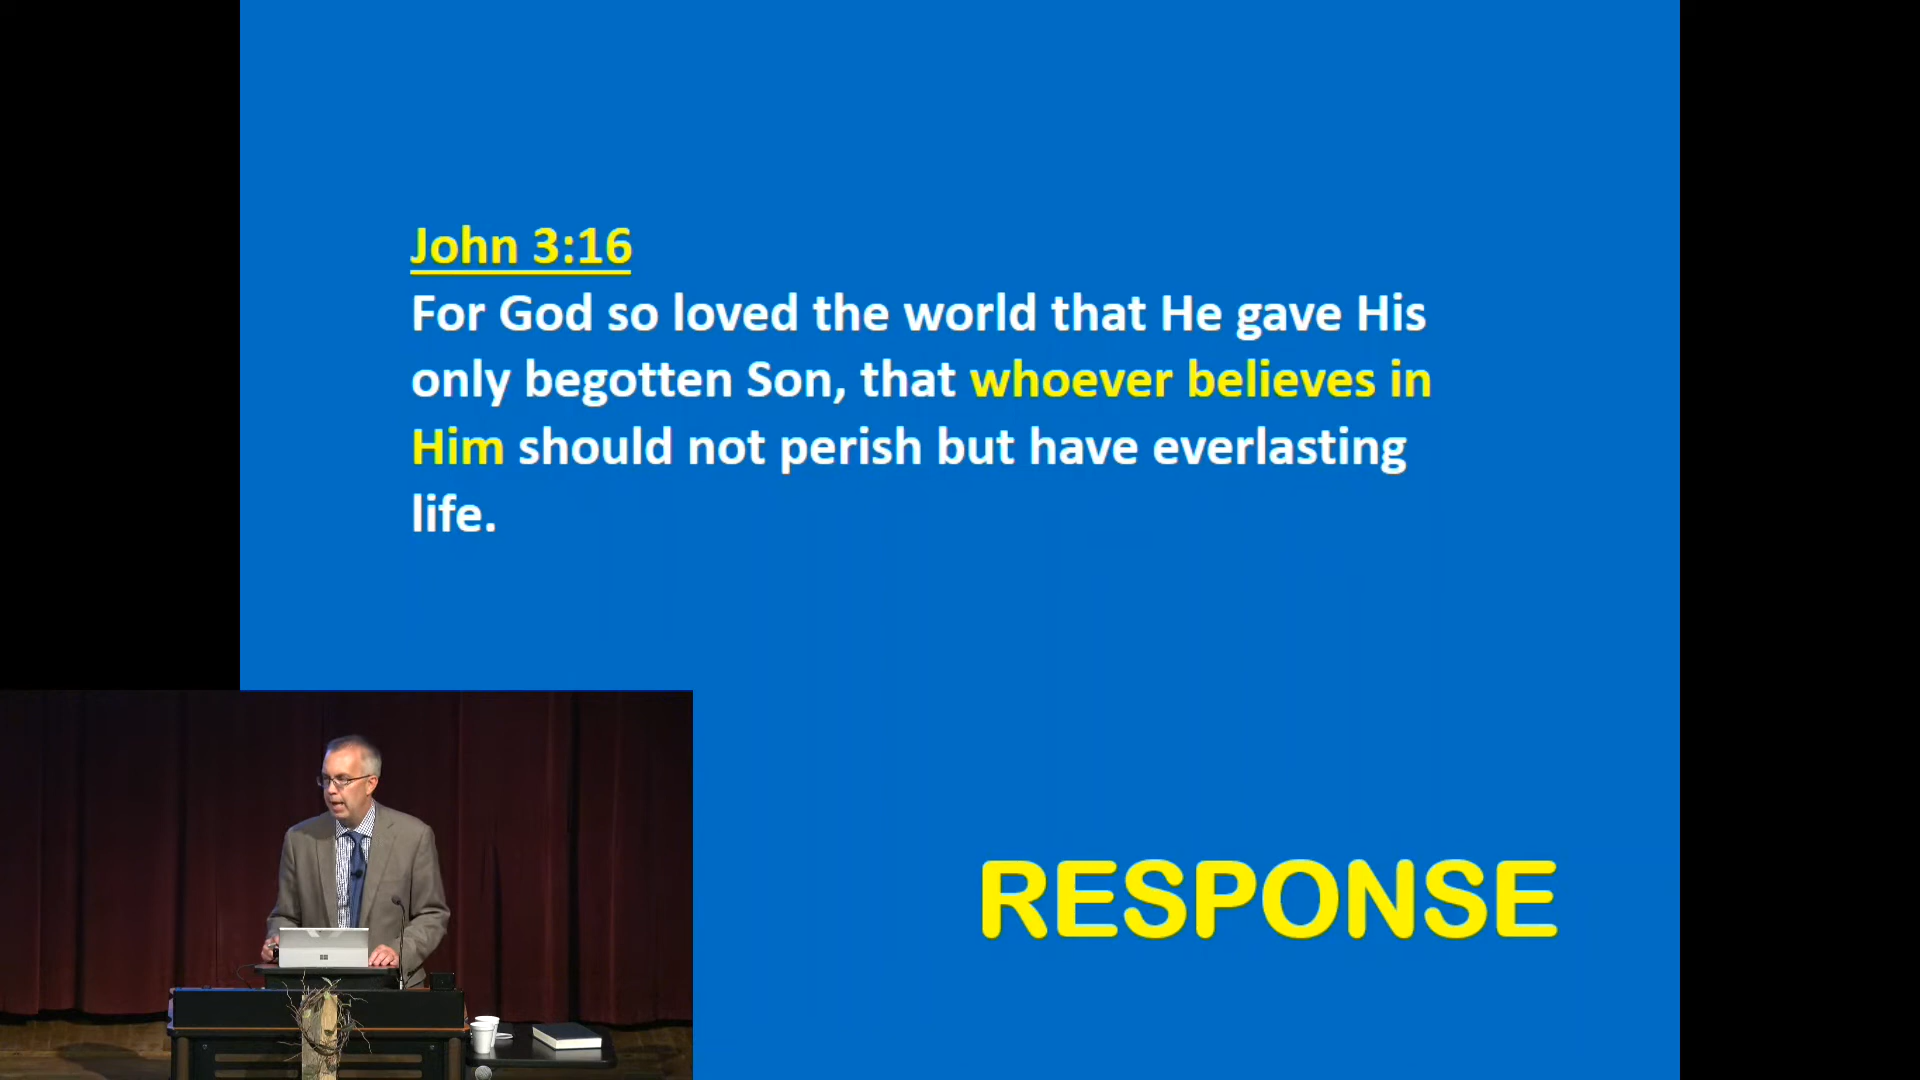 John 3:16
For God so loved the world that He gave His
only begotten Son, that whoever believes in
Him should not perish but have everlasting
life.
RESPONSE